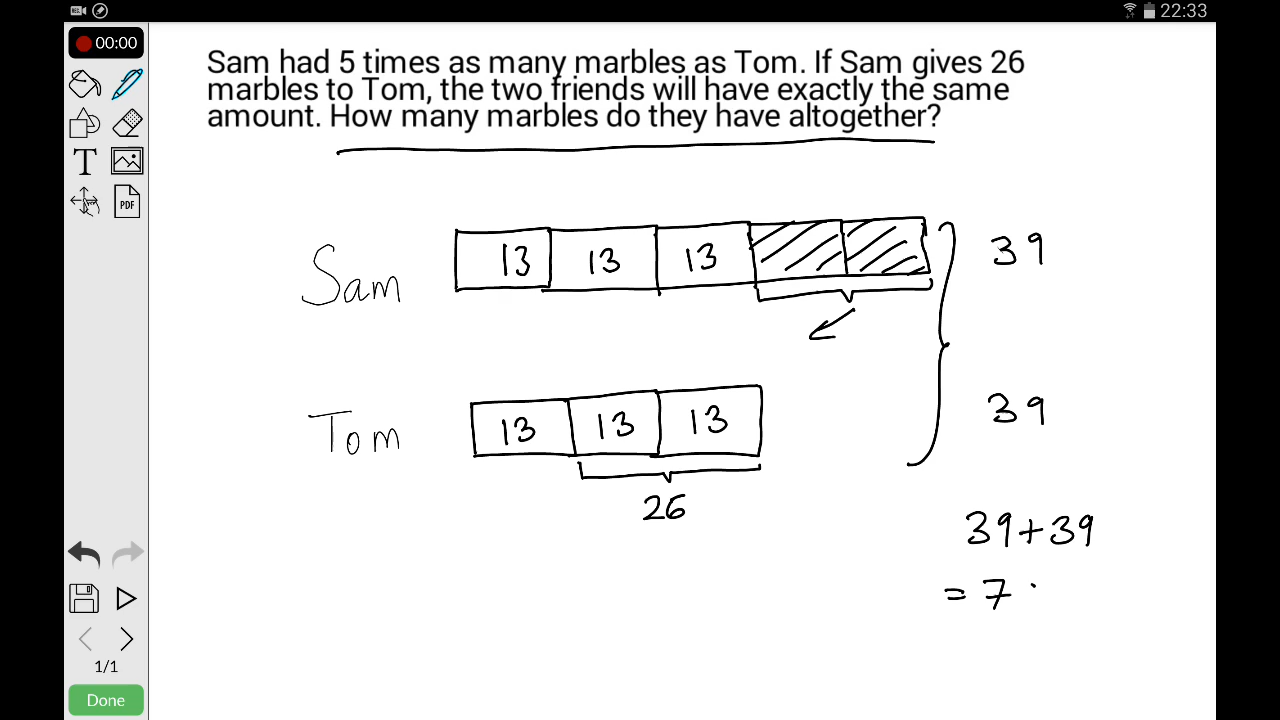 22:33
00:00
Sam had 5 times as many marbles as Tom. If Sam gives 26
marbles to Tom, the two friends will have exactly the same
amount. How many marbles do they have altogether?
T
PDF
Sam 13 13 13 39
Tom 13 13 13 39
26
39+39
= 7
1/1
Done